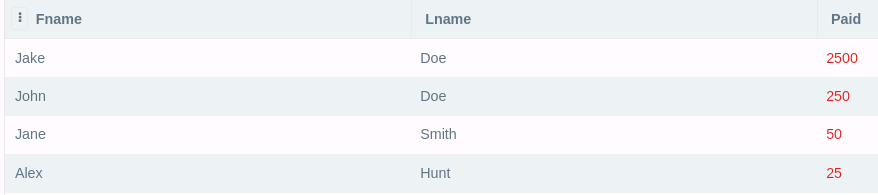 Fname Lname Paid
Jake Doe 2500
John Doe 250
Jane Smith 50
Alex Hunt 25